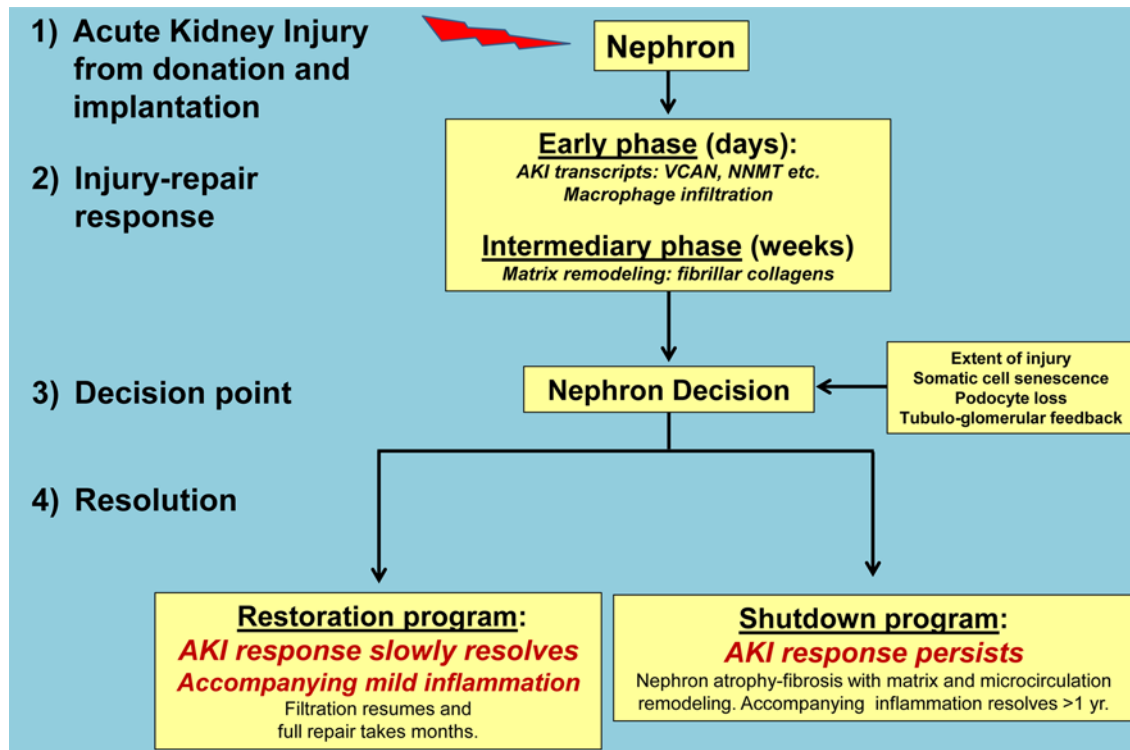 1) Acute Kidney Injury
from donation and
implantation
Nephron
2) Injury-repair
response
Early phase (days):
AKI transcripts: VCAN, NNMT etc.
Macrophage infiltration
Intermediary phase (weeks)
Matrix remodeling: fibrillar collagens
3) Decision point
Nephron Decision
Extent of injury
Somatic cell senescence
Podocyte loss
Tubulo-glomerular feedback
4) Resolution
Restoration program:
AKI response slowly resolves
Accompanying mild inflammation
Filtration resumes and
full repair takes months.
Shutdown program:
AKI response persists
Nephron atrophy-fibrosis with matrix and microcirculation
remodeling. Accompanying inflammation resolves >1 yr.